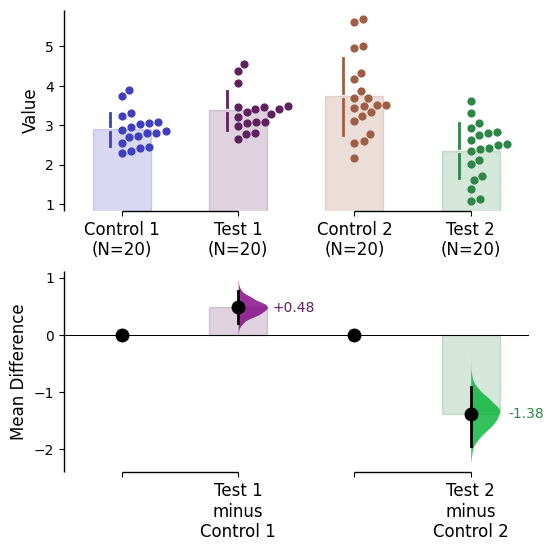 Value
5
4
3
2
1
Control 1 Test 1 Control 2 Test 2
(N=20) (N=20) (N=20) (N=20)
Mean Difference
1
0
−1
−2
+0.48
-1.38
Test 1 Test 2
minus minus
Control 1 Control 2